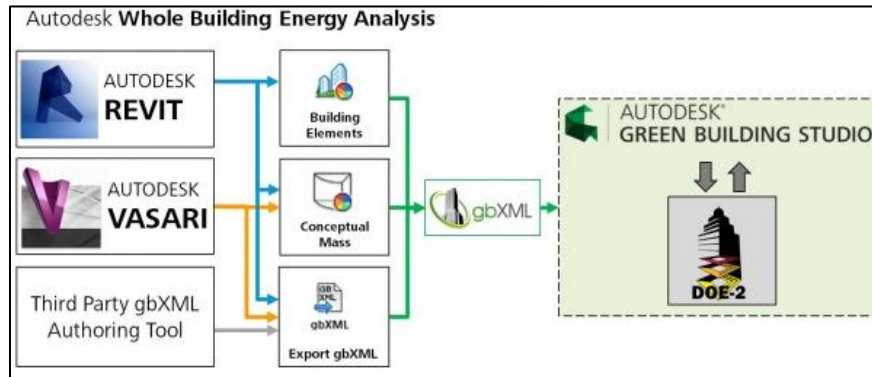 Autodesk Whole Building Energy Analysis
AUTODESK
REVIT
AUTODESK
VASARI
Third Party gbXML
Authoring Tool
Building
Elements
Conceptual
Mass
GB
XML
gbXML
Export gbXML
gbXML
AUTODESK®
GREEN BUILDING STUDIO
DOE-2